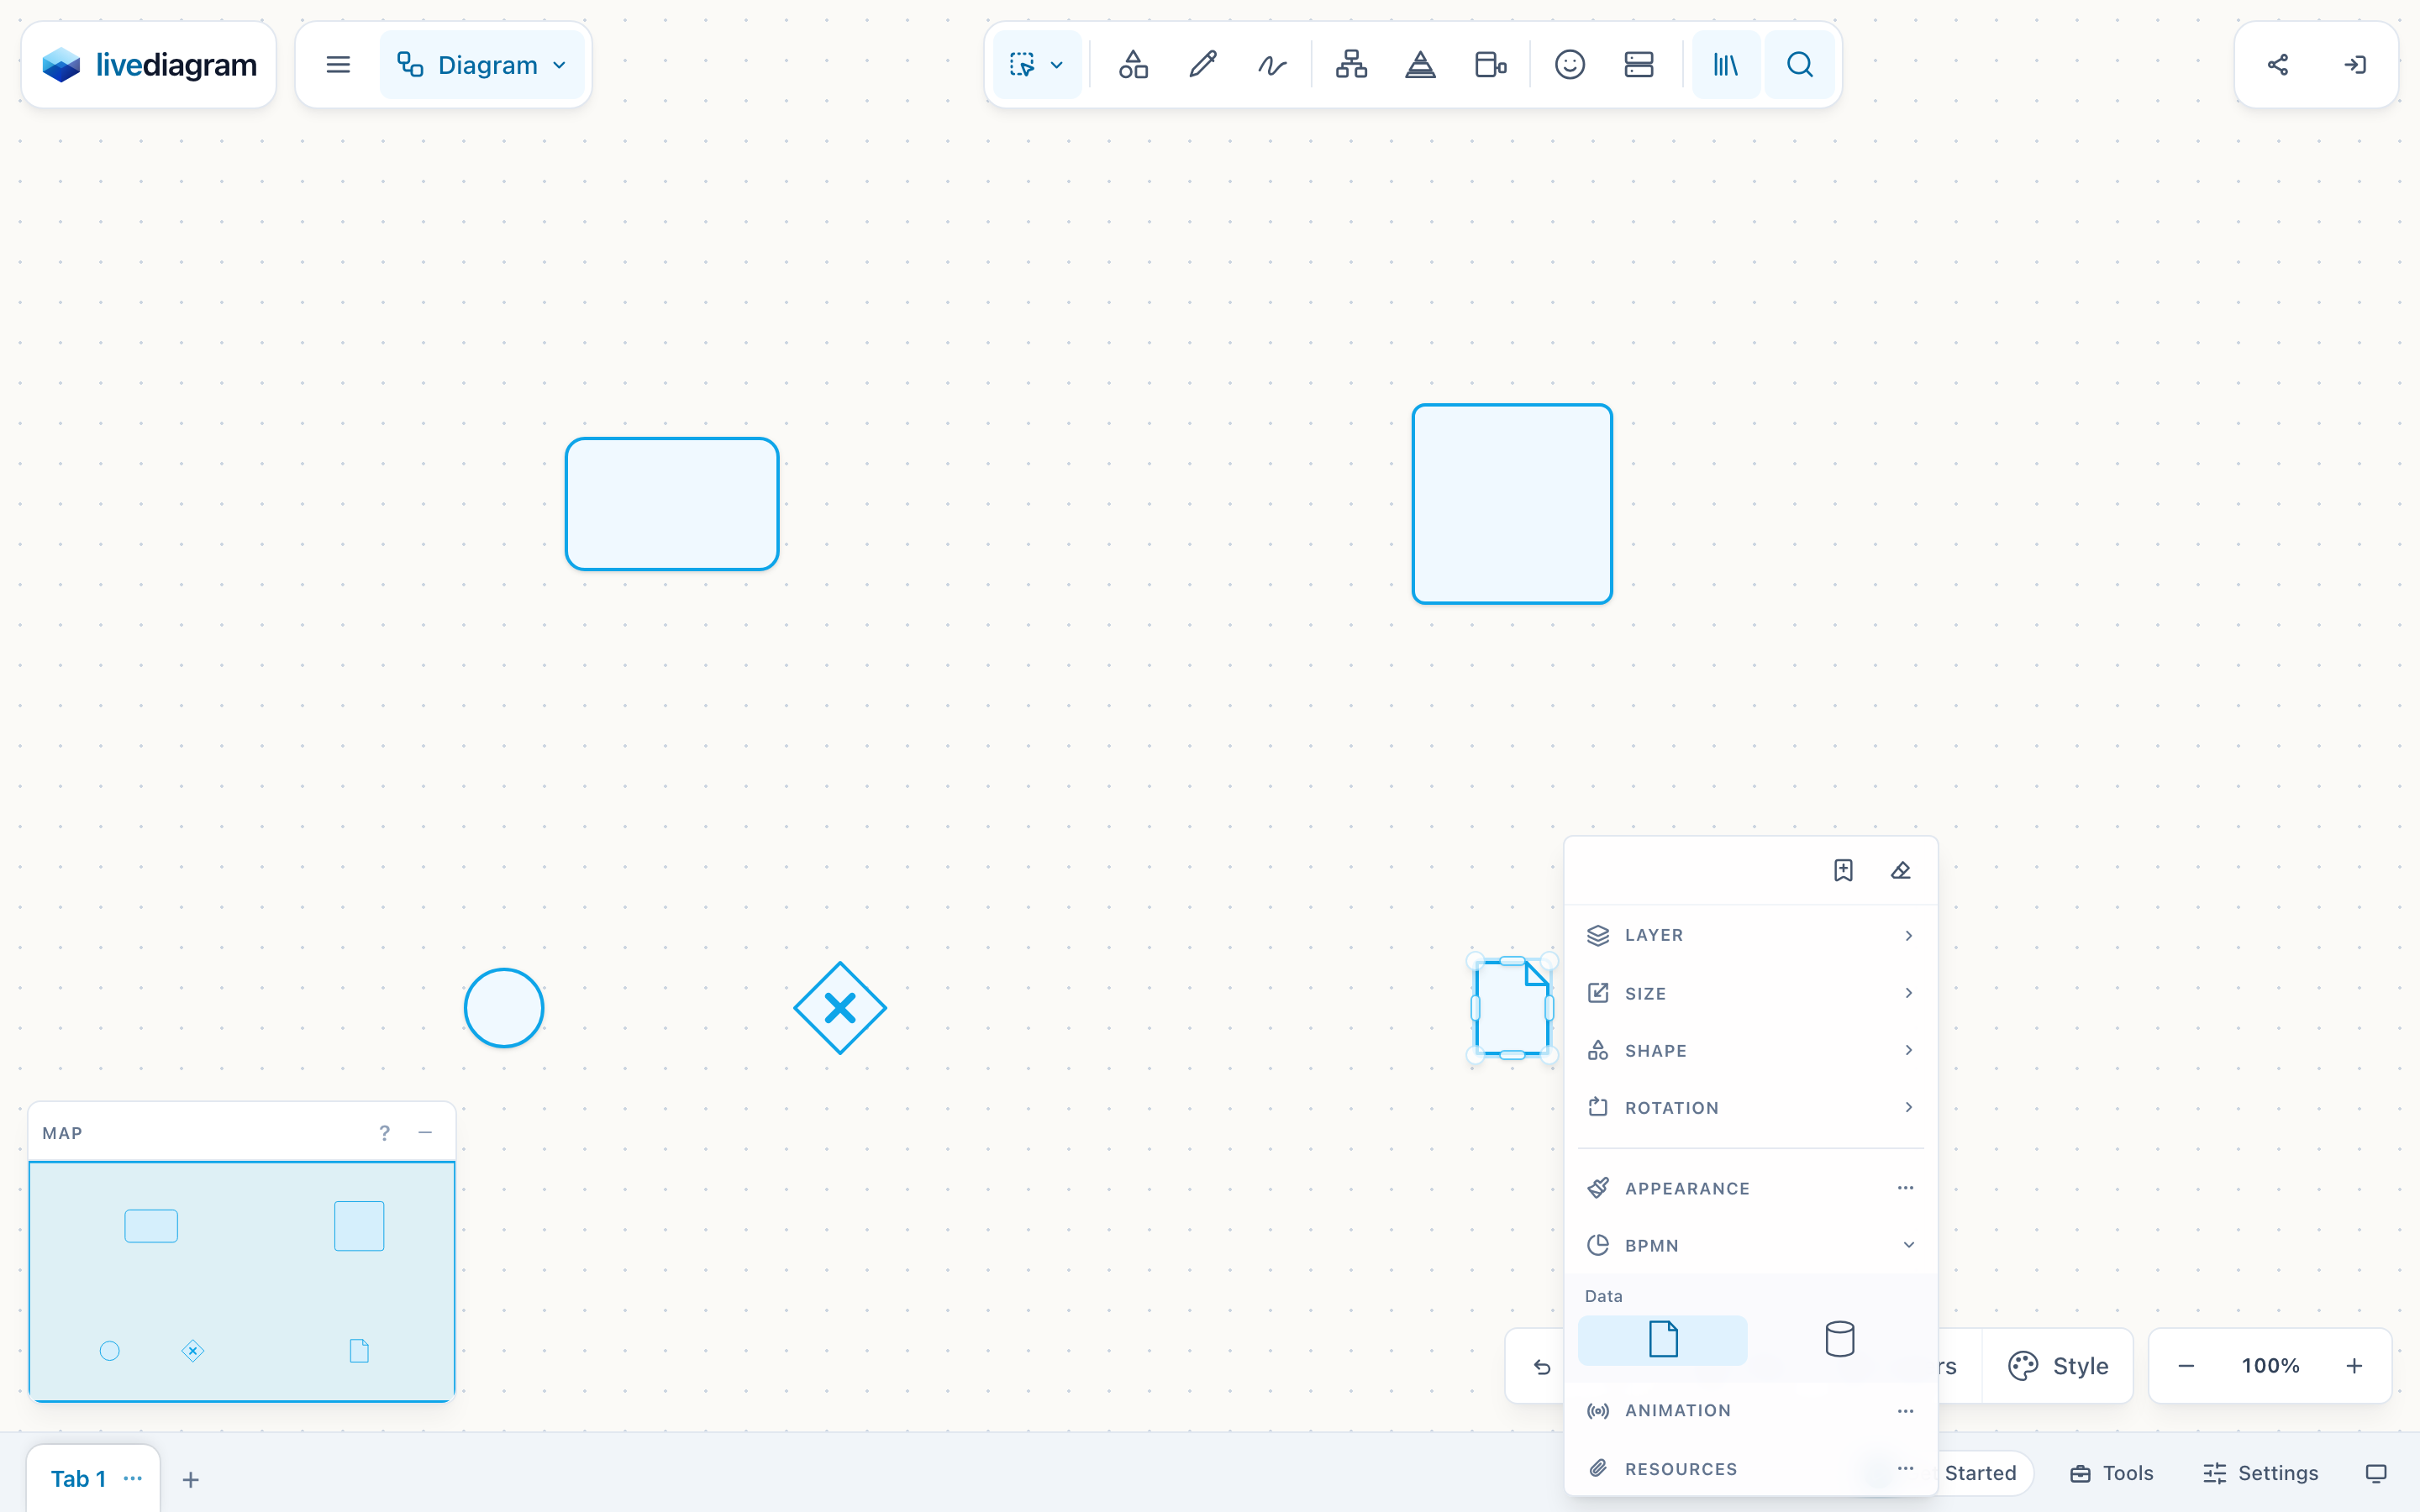 livediagram
Diagram
LAYER
SIZE
SHAPE
ROTATION
APPEARANCE
BPMN
Data
ANIMATION
RESOURCES
MAP
?
Style
100%
Tab 1
Started
Tools
Settings